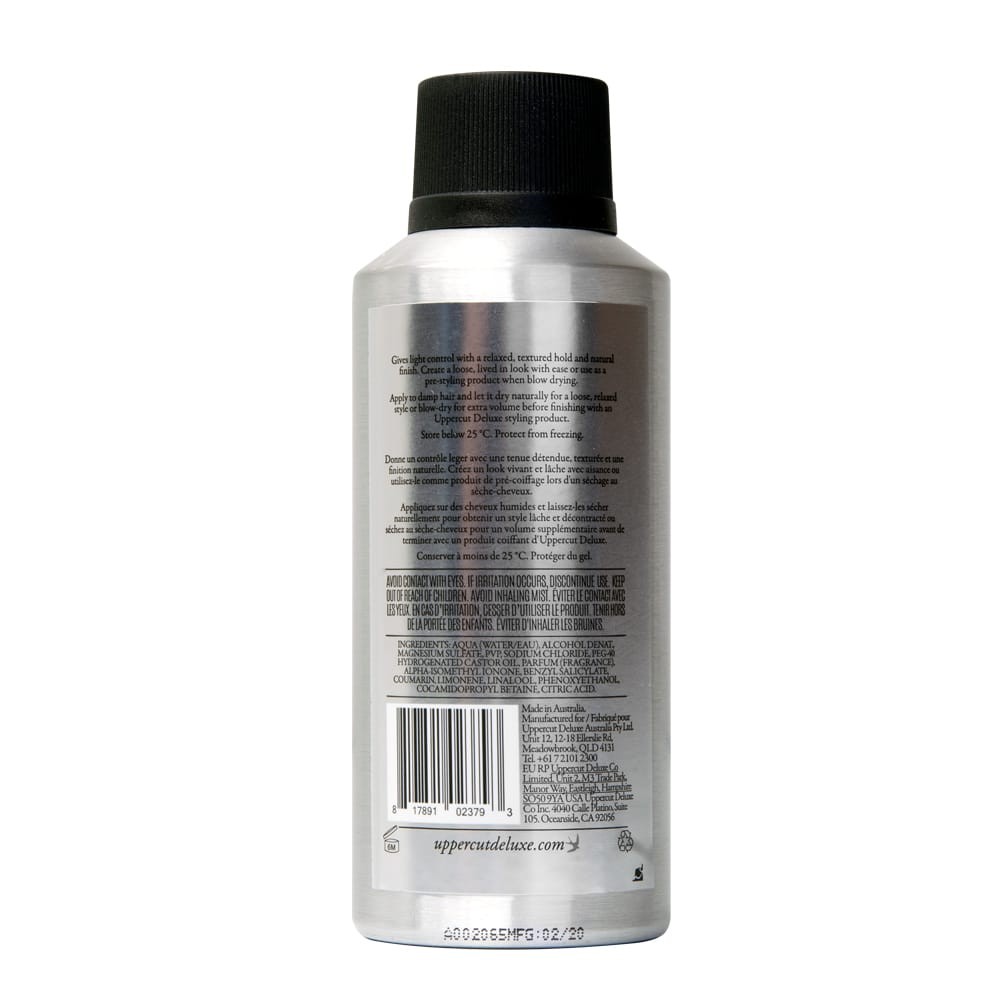 Gives light control with a relaxed, textured hold and natural
finish. Create a loose, lived in look with ease or use as a
pre-styling product when blow drying.
Apply to damp hair and let it dry naturally for a loose, relaxed
style or blow-dry for extra volume before finishing with an
Uppercut Deluxe styling product.
Store below 25 °C. Protect from freezing.
Donne un contrôle leger avec une tenue détendue, texturée et une
finition naturelle. Créez un look vivant et lâche avec aisance ou
utilisez-le comme produit de pré-coiffage lors d'un séchage au
sèche-cheveux.
Appliquez sur des cheveux humides et laissez-les sécher
naturellement pour obtenir un style lâche et décontracté ou
séchez au sèche-cheveux pour un volume supplémentaire avant de
terminer avec un produit coiffant d'Uppercut Deluxe.
Conserver à moins de 25 °C. Protéger du gel.
AVOID CONTACT WITH EYES. IF IRRITATION OCCURS, DISCONTINUE USE. KEEP
OUT OF REACH OF CHILDREN. AVOID INHALING MIST. ÉVITER LE CONTACT AVEC
LES YEUX. EN CAS D'IRRITATION, CESSER D'UTILISER LE PRODUIT. TENIR HORS
DE LA PORTÉE DES ENFANTS. ÉVITER D'INHALER LES BRUINES.
INGREDIENTS: AQUA (WATER/EAU), ALCOHOL DENAT,
MAGNESIUM SULFATE, PVP, SODIUM CHLORIDE, PEG-40
HYDROGENATED CASTOR OIL, PARFUM (FRAGRANCE),
ALPHA-ISOMETHYL IONONE, BENZYL SALICYLATE,
COUMARIN, LIMONENE, LINALOOL, PHENOXYETHANOL,
COCAMIDOPROPYL BETAINE, CITRIC ACID.
Made in Australia.
Manufactured for / Fabriqué pour
Uppercut Deluxe Australia Pty Ltd.
Unit 12, 12-18 Ellerslie Rd,
Meadowbrook, QLD 4131
Tel. +61 7 2101 2300
EU RP Uppercut Deluxe Co
Limited. Unit 2, M3 Trade Park,
Manor Way, Eastleigh, Hampshire
SO50 9YA USA Uppercut Deluxe
Co Inc. 4040 Calle Platino, Suite
105. Oceanside, CA 92056
8 17891 02379 3
6M
uppercutdeluxe.com
A002065MFG:02/20